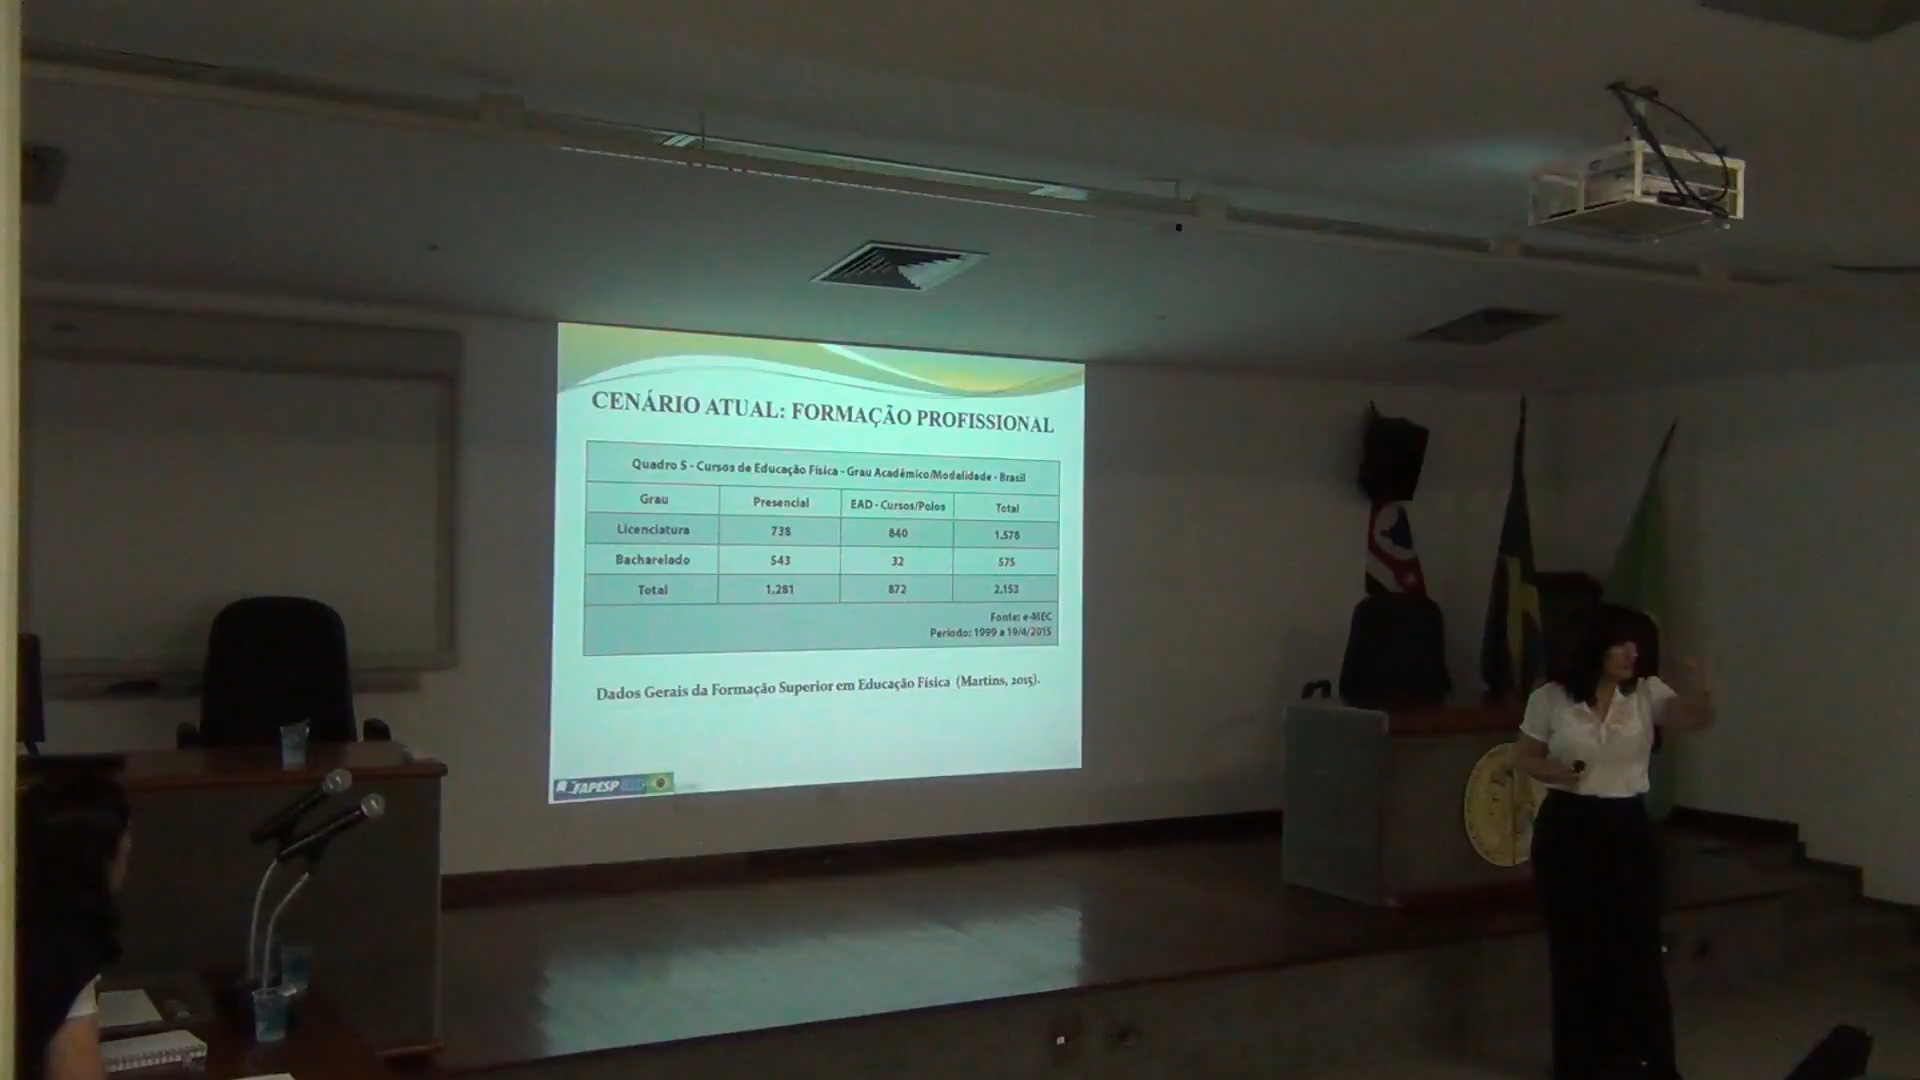 CENÁRIO ATUAL: FORMAÇÃO PROFISSIONAL
Quadro 5 - Cursos de Educação Física - Grau Acadêmico/Modalidade - Brasil
Grau Presencial EAD - Cursos/Polos Total
Licenciatura 738 840 1.578
Bacharelado 543 32 575
Total 1.281 872 2.153
Fonte: e-MEC
Período: 1999 a 19/4/2015
Dados Gerais da Formação Superior em Educação Física (Martins, 2015).
FAPESP